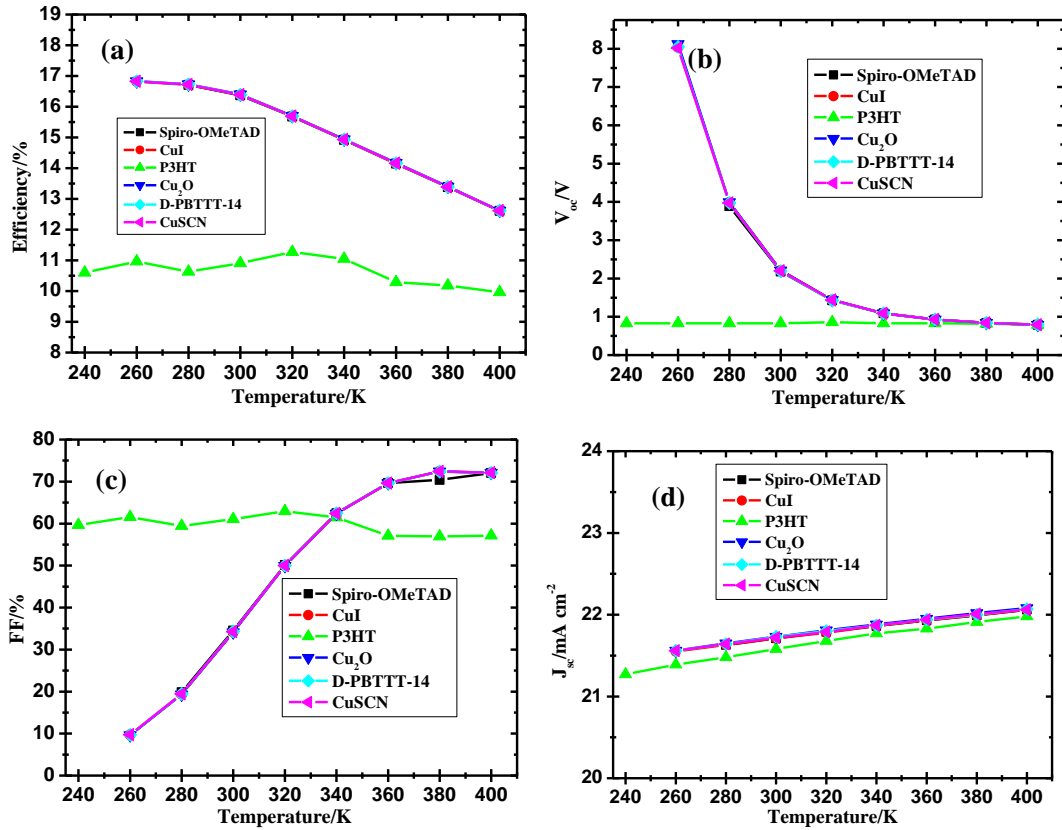 (a)
Efficiency/%
18
17
16
15
14
13
12
11
10
9
8
Spiro-OMeTAD
CuI
P3HT
Cu₂O
D-PBTTT-14
CuSCN
240 260 280 300 320 340 360 380 400
Temperature/K
(b)
V_oc/V
8
7
6
5
4
3
2
1
0
Spiro-OMeTAD
CuI
P3HT
Cu₂O
D-PBTTT-14
CuSCN
240 260 280 300 320 340 360 380 400
Temperature/K
(c)
FF/%
80
70
60
50
40
30
20
10
0
Spiro-OMeTAD
CuI
P3HT
Cu₂O
D-PBTTT-14
CuSCN
240 260 280 300 320 340 360 380 400
Temperature/K
(d)
J_sc/mA cm⁻²
24
23
22
21
20
Spiro-OMeTAD
CuI
P3HT
Cu₂O
D-PBTTT-14
CuSCN
240 260 280 300 320 340 360 380 400
Temperature/K